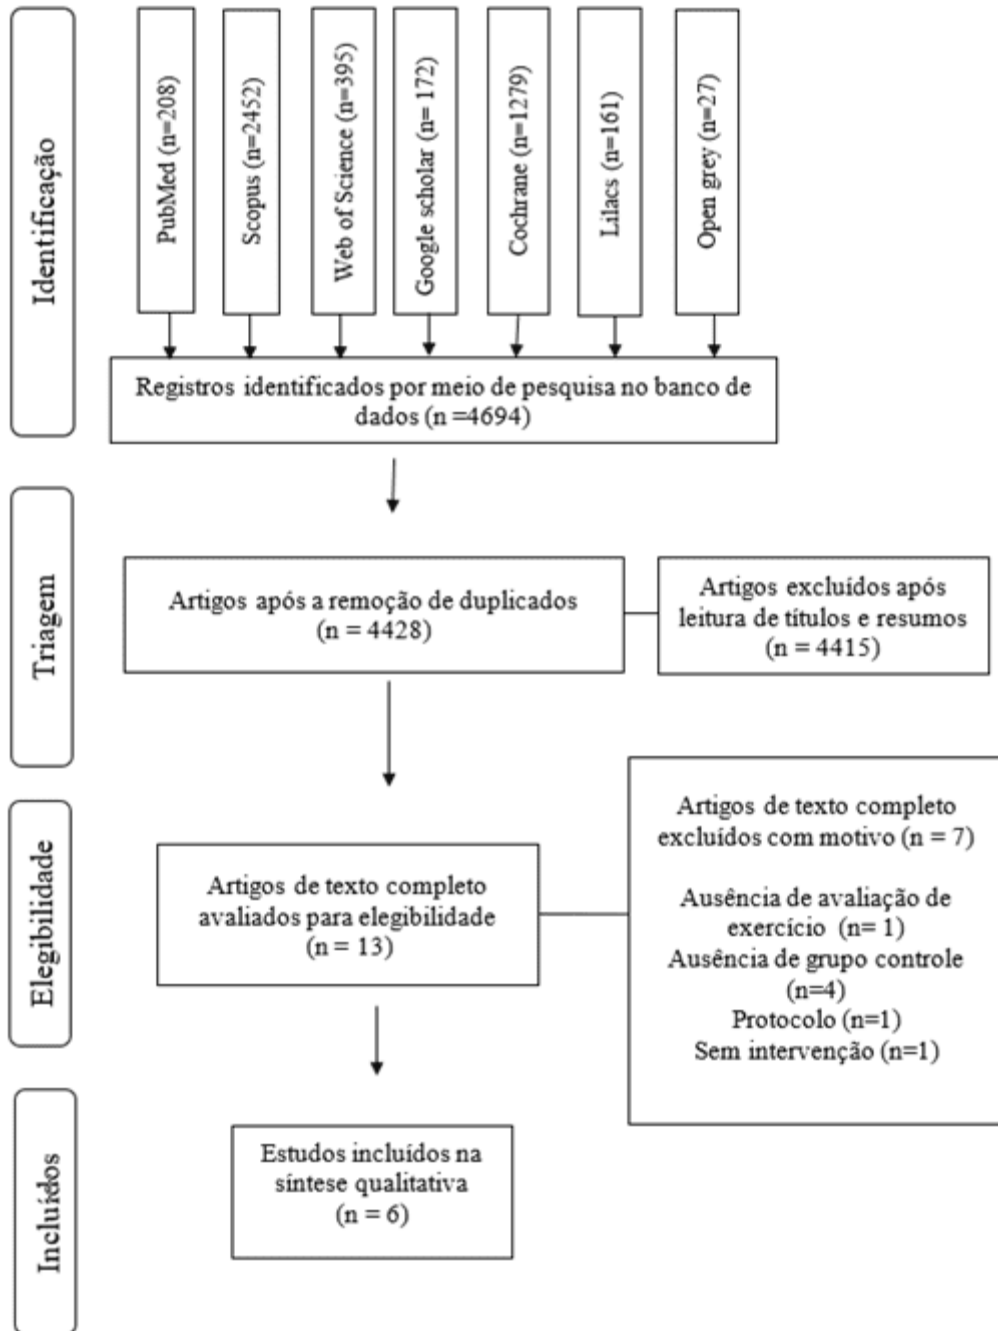 Identificação
PubMed (n=208)
Scopus (n=2452)
Web of Science (n=395)
Google scholar (n= 172)
Cochrane (n=1279)
Lilacs (n=161)
Open grey (n=27)
Registros identificados por meio de pesquisa no banco de
dados (n =4694)
Triagem
Artigos após a remoção de duplicados
(n = 4428)
Artigos excluídos após
leitura de títulos e resumos
(n = 4415)
Elegibilidade
Artigos de texto completo
avaliados para elegibilidade
(n = 13)
Artigos de texto completo
excluídos com motivo (n = 7)
Ausência de avaliação de
exercício (n= 1)
Ausência de grupo controle
(n=4)
Protocolo (n=1)
Sem intervenção (n=1)
Incluídos
Estudos incluídos na
síntese qualitativa
(n = 6)